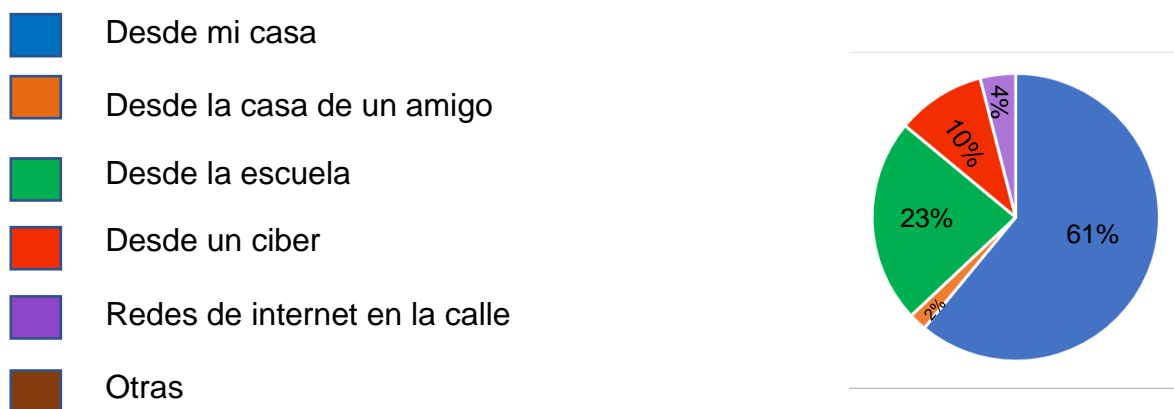 Desde mi casa
Desde la casa de un amigo
Desde la escuela
Desde un ciber
Redes de internet en la calle
Otras
4%
10%
23%
61%
2%